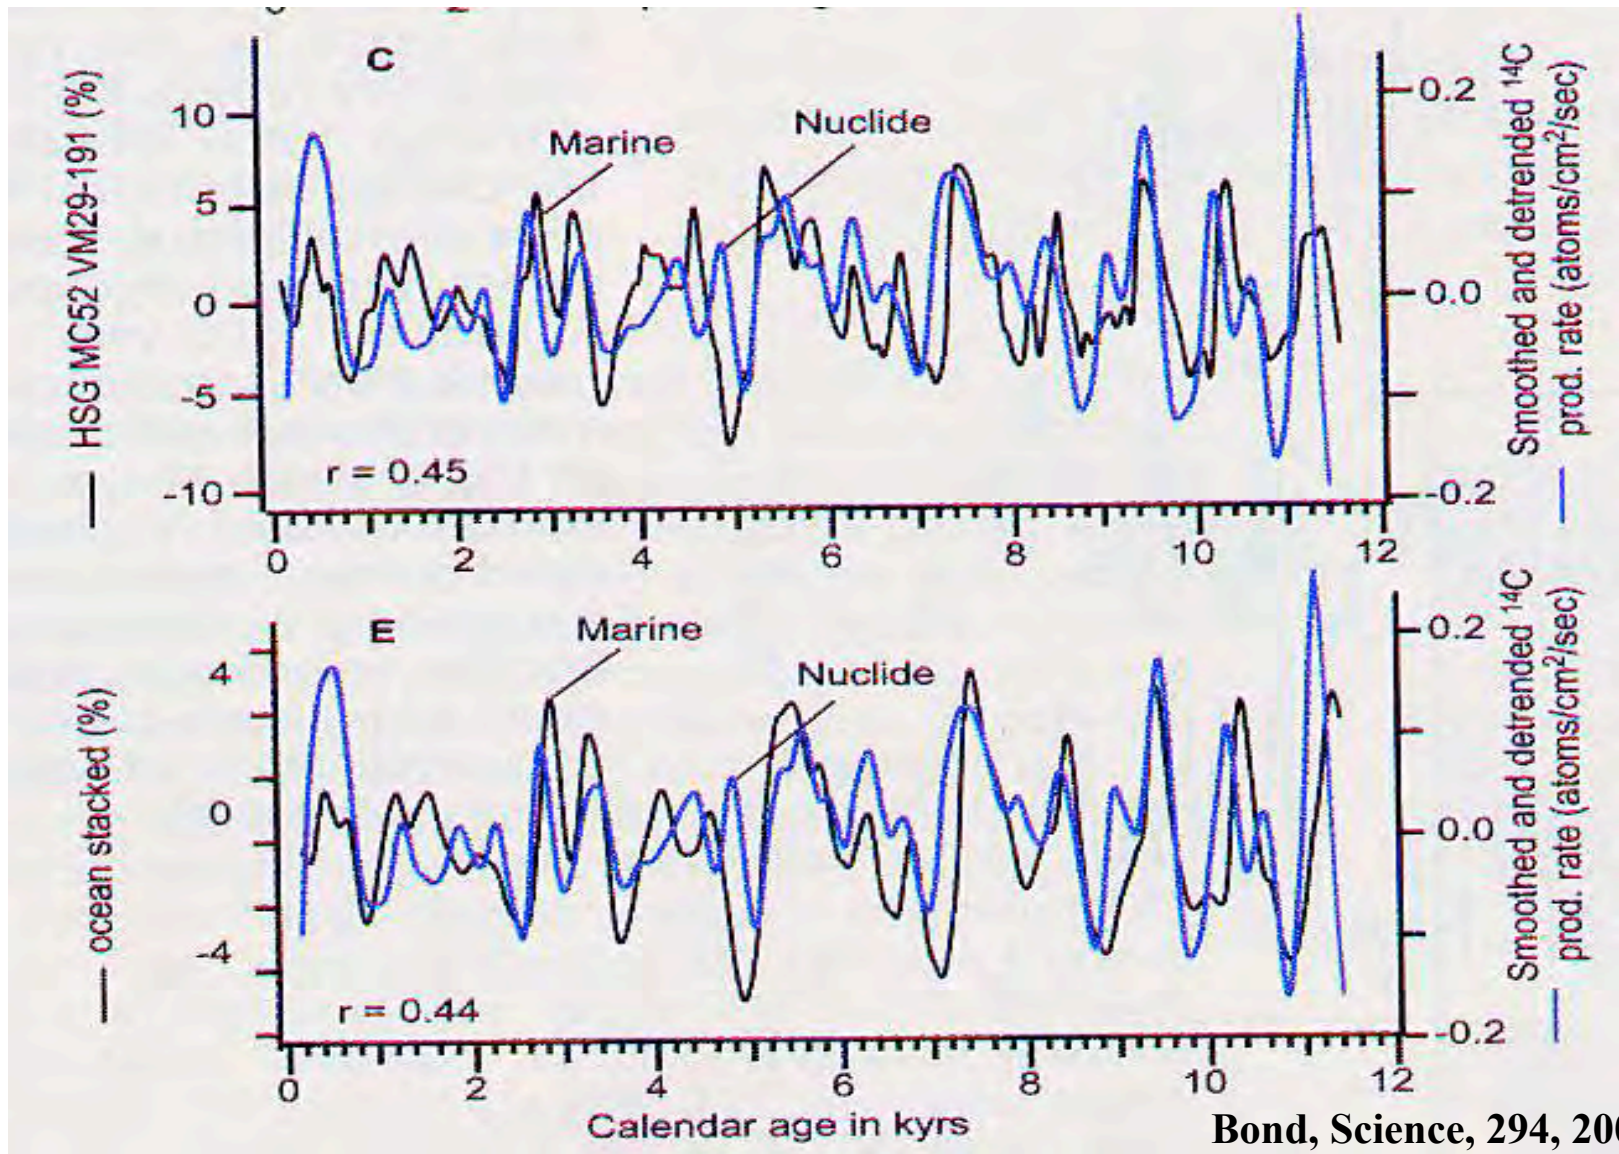 C
Marine
Nuclide
HSG MC52 VM29-191 (%)
10
5
0
-5
-10
r = 0.45
0.2
0.0
-0.2
Smoothed and detrended ¹⁴C
prod. rate (atoms/cm²/sec)
0 2 4 6 8 10 12
E
Marine
Nuclide
ocean stacked (%)
4
0
-4
r = 0.44
0.2
0.0
-0.2
Smoothed and detrended ¹⁴C
prod. rate (atoms/cm²/sec)
0 2 4 6 8 10 12
Calendar age in kyrs
Bond, Science, 294,